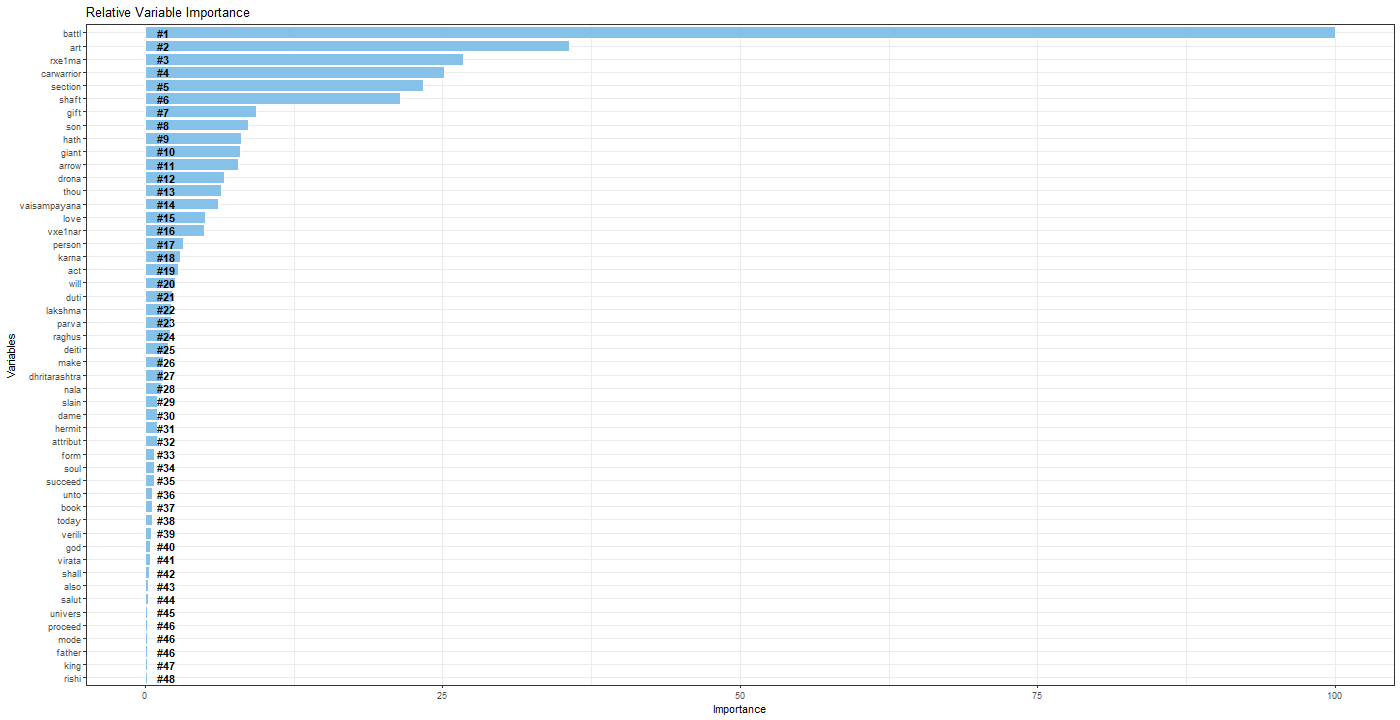 Relative Variable Importance
battl #1
art #2
rxe1ma #3
carwarrior #4
section #5
shaft #6
gift #7
son #8
hath #9
giant #10
arrow #11
drona #12
thou #13
vaisampayana #14
love #15
vxe1nar #16
person #17
karna #18
act #19
will #20
duti #21
lakshma #22
parva #23
raghus #24
deiti #25
make #26
dhritarashtra #27
nala #28
slain #29
dame #30
hermit #31
attribut #32
form #33
soul #34
succeed #35
unto #36
book #37
today #38
verili #39
god #40
virata #41
shall #42
also #43
salut #44
univers #45
proceed #46
mode #46
father #46
king #47
rishi #48
Variables
0 25 50 75 100
Importance